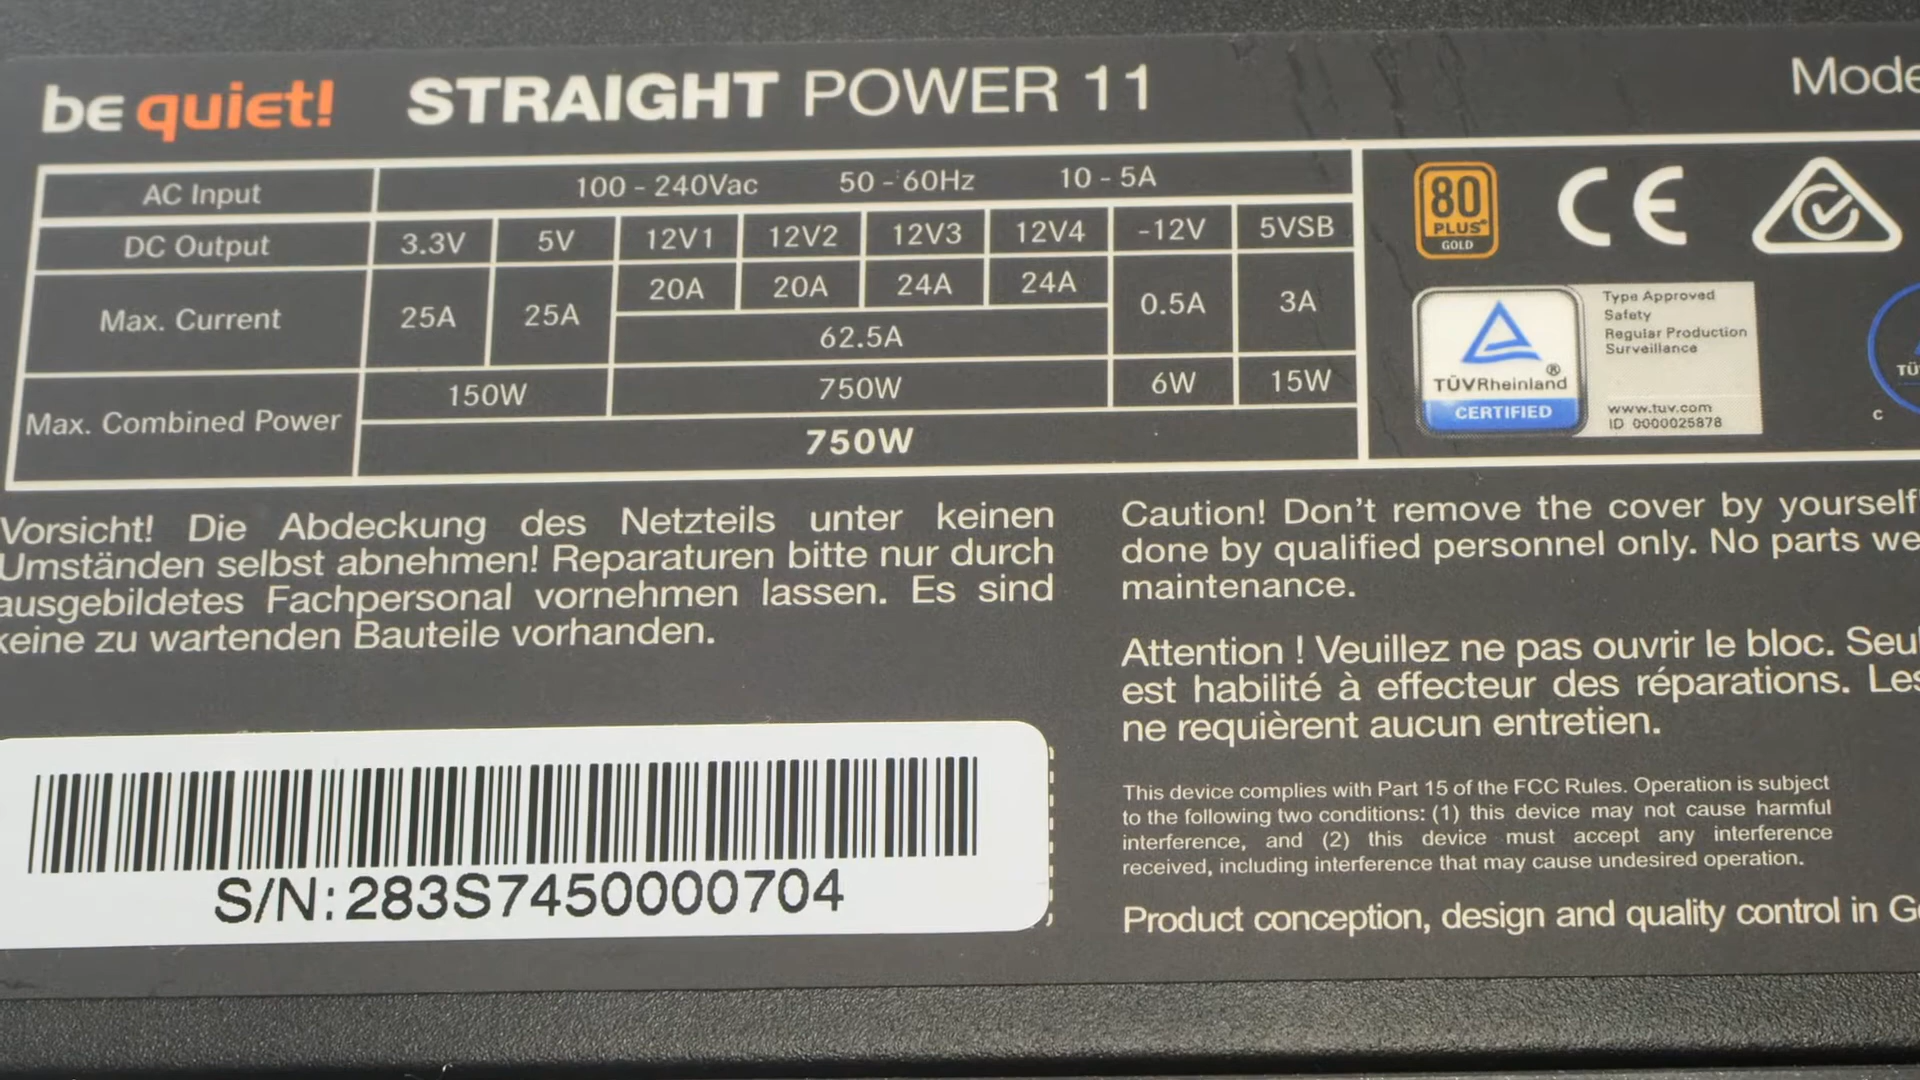 be quiet! STRAIGHT POWER 11
AC Input 100 - 240Vac 50 - 60Hz 10 - 5A
DC Output 3.3V 5V 12V1 12V2 12V3 12V4 -12V 5VSB
Max. Current 25A 25A 20A 20A 24A 24A 0.5A 3A
62.5A
Max. Combined Power 150W 750W 6W 15W
750W
80
PLUS
GOLD
CE
TÜVRheinland®
CERTIFIED
Type Approved
Safety
Regular Production
Surveillance
www.tuv.com
ID 0000025878
Vorsicht! Die Abdeckung des Netzteils unter keinen
Umständen selbst abnehmen! Reparaturen bitte nur durch
ausgebildetes Fachpersonal vornehmen lassen. Es sind
keine zu wartenden Bauteile vorhanden.
Caution! Don't remove the cover by yourself
done by qualified personnel only. No parts
maintenance.
Attention ! Veuillez ne pas ouvrir le bloc.
est habilité à effecteur des réparations. Les
ne requièrent aucun entretien.
This device complies with Part 15 of the FCC Rules. Operation is subject
to the following two conditions: (1) this device may not cause harmful
interference, and (2) this device must accept any interference
received, including interference that may cause undesired operation.
Product conception, design and quality control in
S/N:283S7450000704